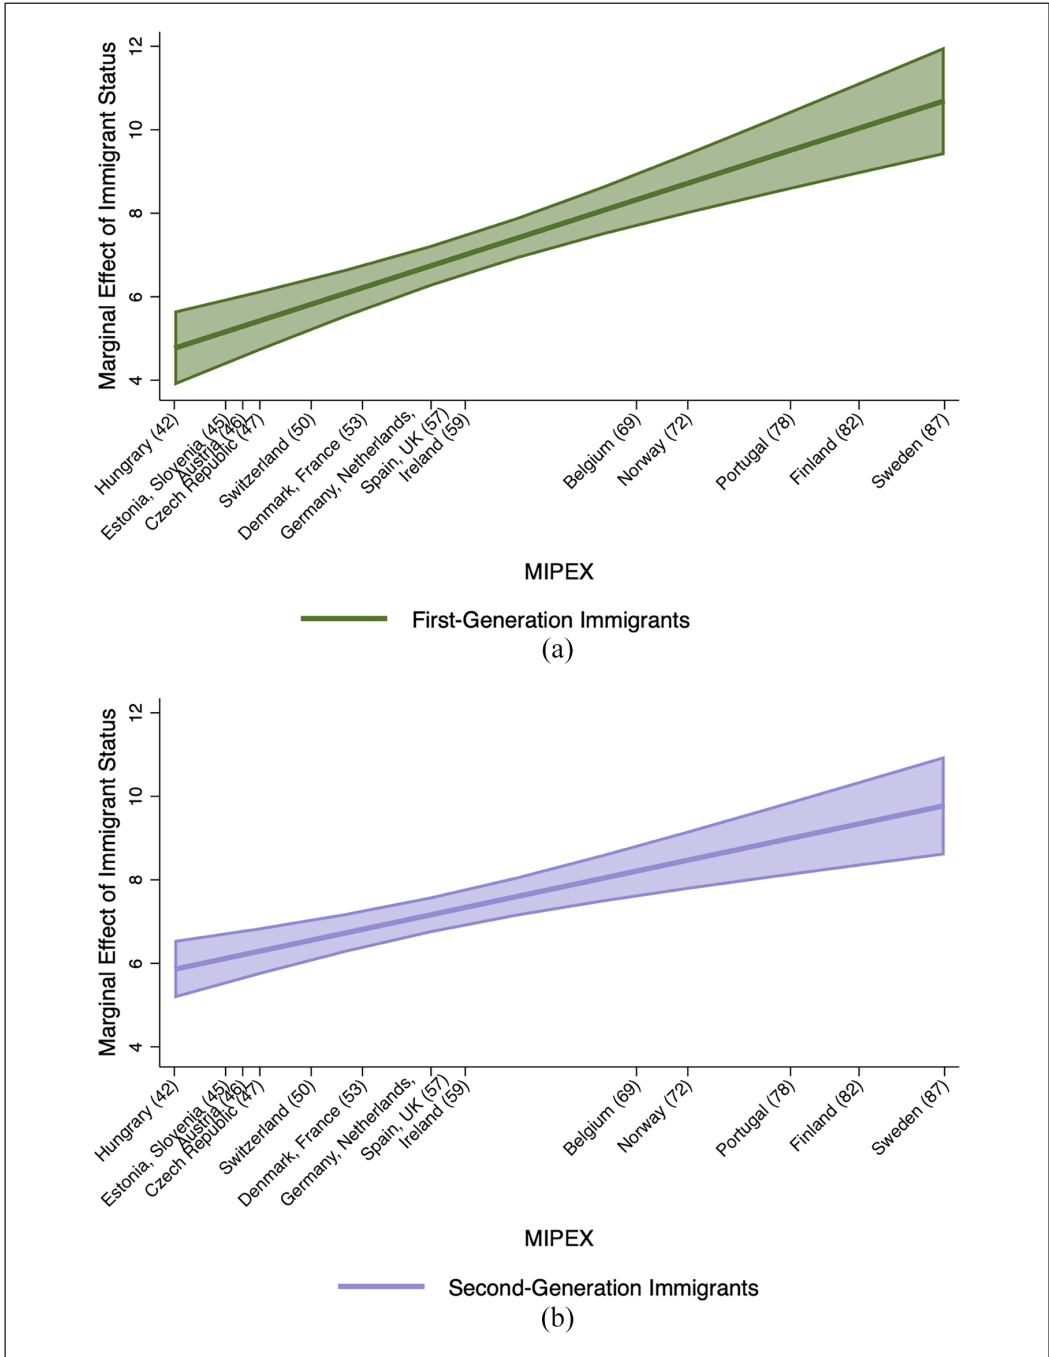 Marginal Effect of Immigrant Status
12
10
8
6
4
Hungary (42)
Estonia, Slovenia (45)
Austria (46)
Czech Republic (47)
Switzerland (50)
Denmark, France (53)
Germany, Netherlands,
Spain, UK (57)
Ireland (59)
Belgium (69)
Norway (72)
Portugal (78)
Finland (82)
Sweden (87)
MIPEX
First-Generation Immigrants
(a)
Marginal Effect of Immigrant Status
12
10
8
6
4
Hungary (42)
Estonia, Slovenia (45)
Austria (46)
Czech Republic (47)
Switzerland (50)
Denmark, France (53)
Germany, Netherlands,
Spain, UK (57)
Ireland (59)
Belgium (69)
Norway (72)
Portugal (78)
Finland (82)
Sweden (87)
MIPEX
Second-Generation Immigrants
(b)